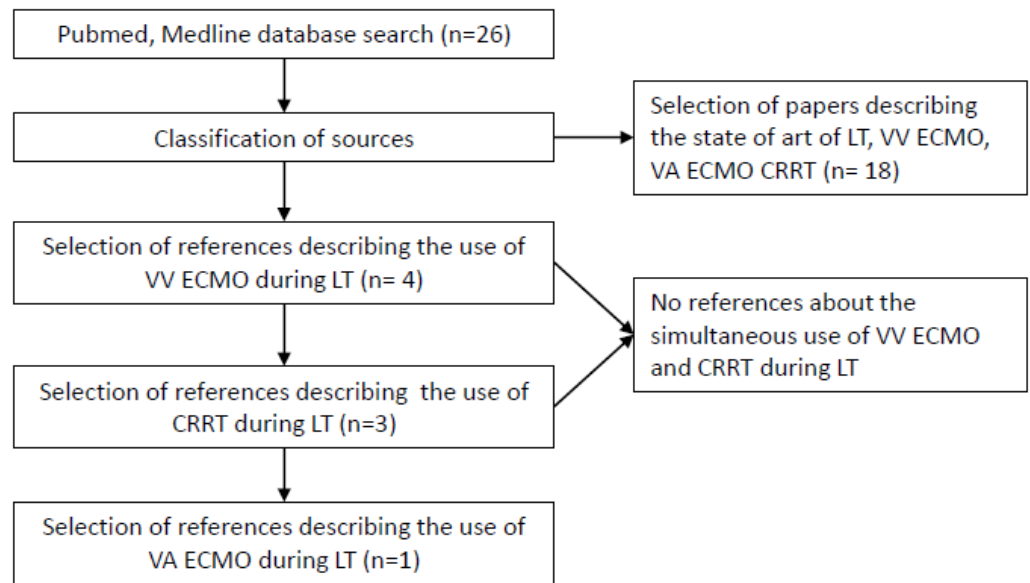 Pubmed, Medline database search (n=26)
Classification of sources
Selection of papers describing
the state of art of LT, VV ECMO,
VA ECMO CRRT (n= 18)
Selection of references describing the use of
VV ECMO during LT (n= 4)
No references about the
simultaneous use of VV ECMO
and CRRT during LT
Selection of references describing  the use of
CRRT during LT (n=3)
Selection of references describing the use of
VA ECMO during LT (n=1)